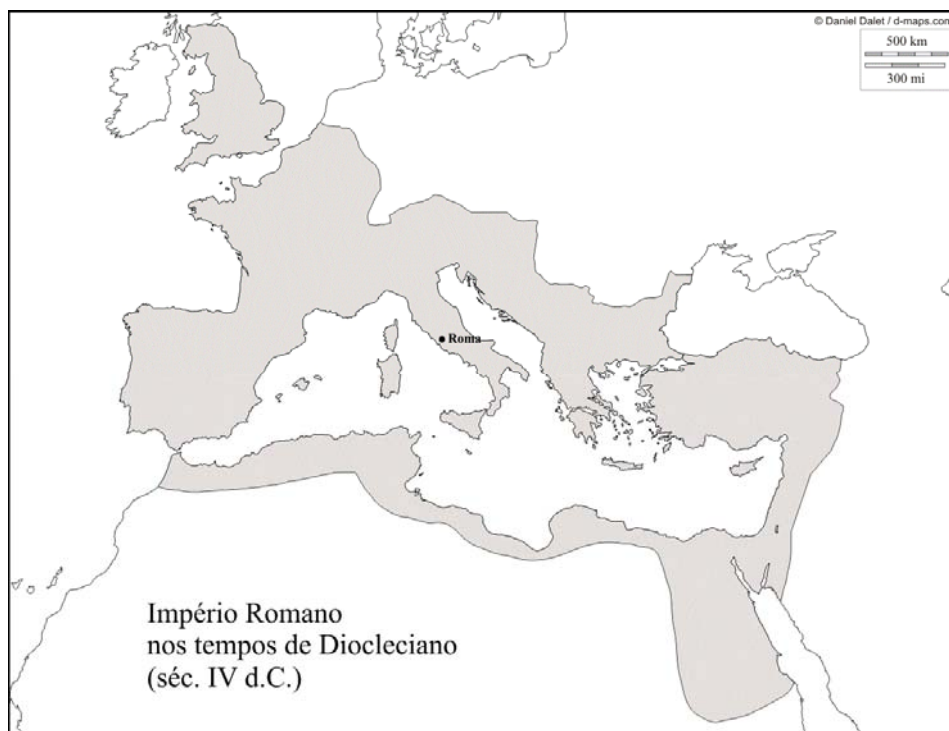 © Daniel Dalet / d-maps.com
500 km
300 mi
Roma
Império Romano
nos tempos de Diocleciano
(séc. IV d.C.)